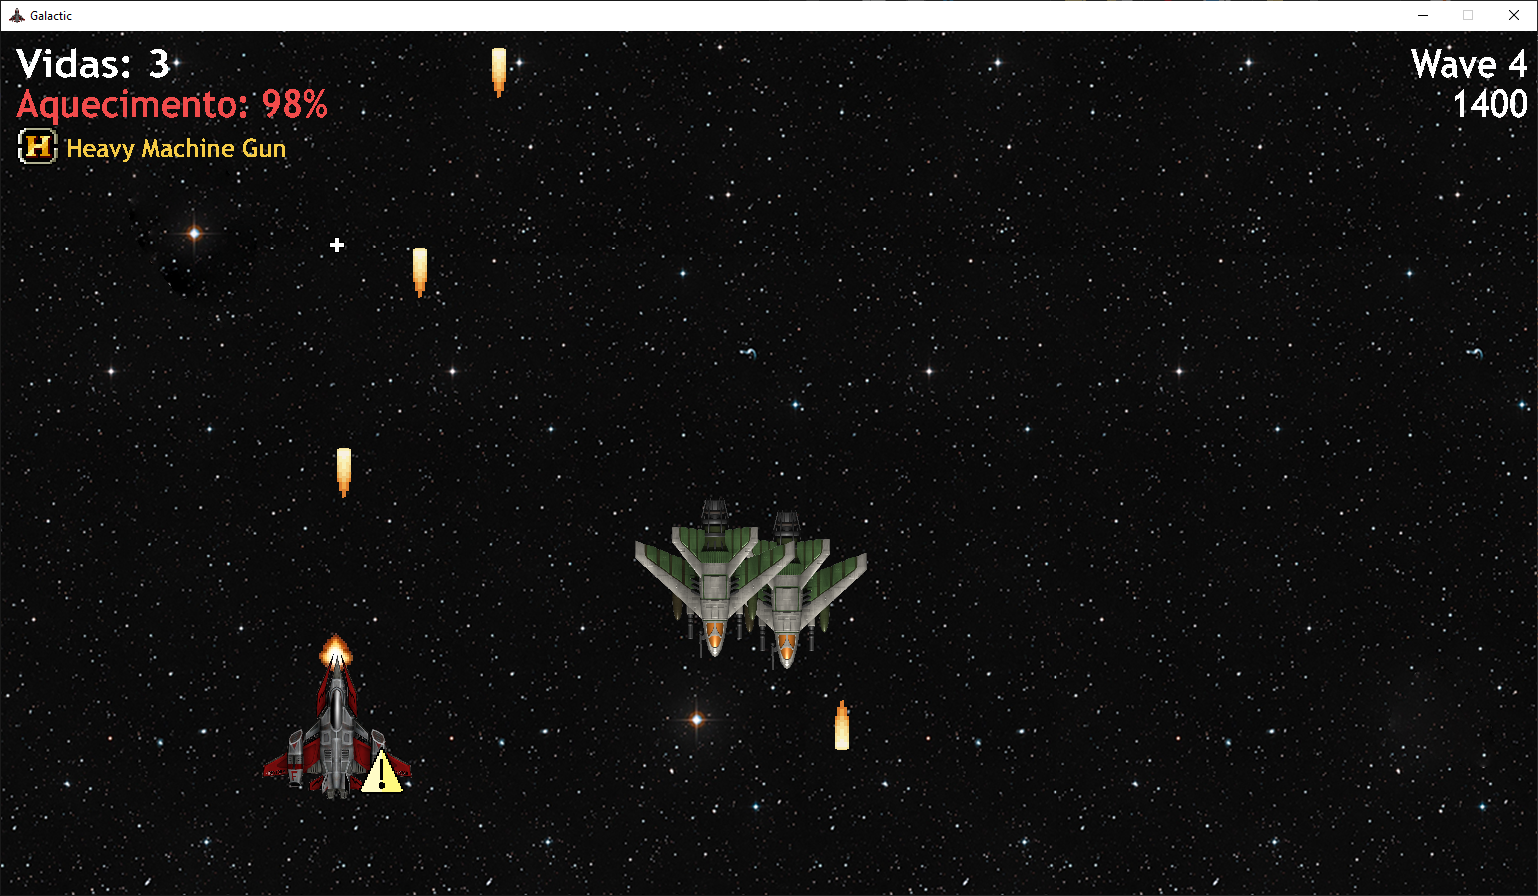 Galactic
Vidas: 3
Wave 4
Aquecimento: 98%
1400
H Heavy Machine Gun
!